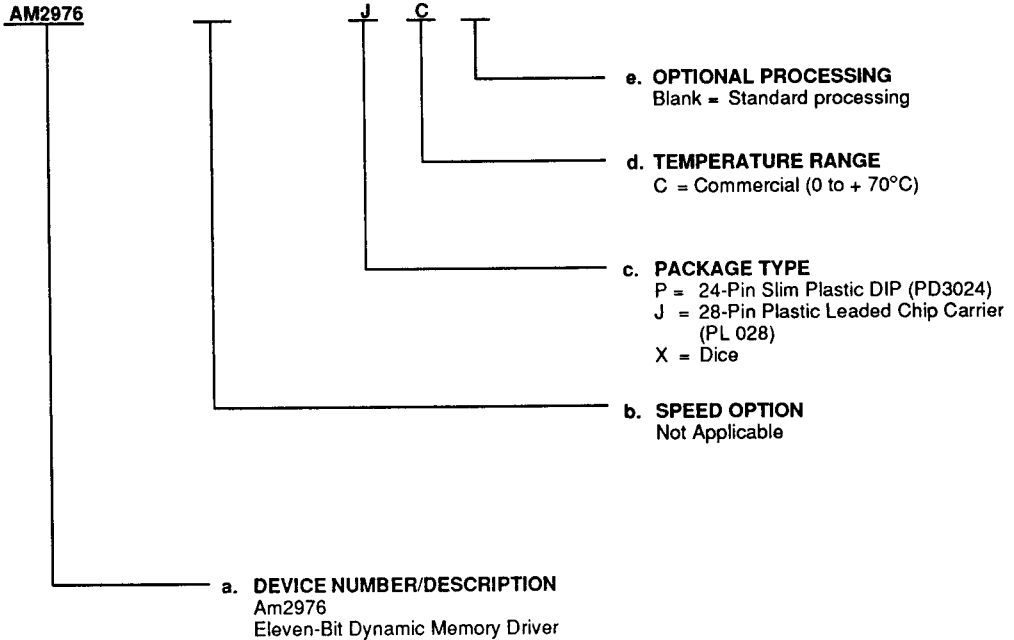 AM2976 J C
e. OPTIONAL PROCESSING
Blank = Standard processing
d. TEMPERATURE RANGE
C = Commercial (0 to + 70°C)
c. PACKAGE TYPE
P = 24-Pin Slim Plastic DIP (PD3024)
J = 28-Pin Plastic Leaded Chip Carrier
(PL 028)
X = Dice
b. SPEED OPTION
Not Applicable
a. DEVICE NUMBER/DESCRIPTION
Am2976
Eleven-Bit Dynamic Memory Driver